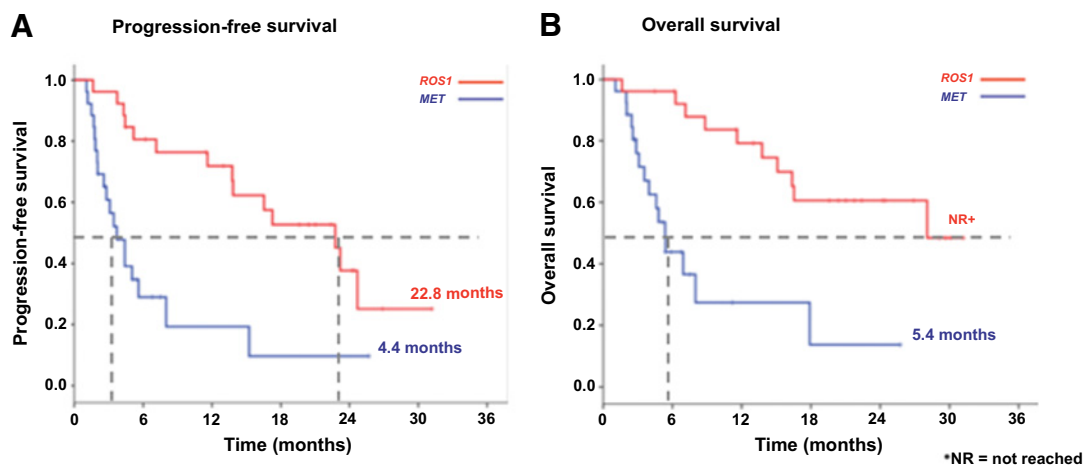 A
Progression-free survival
ROS1
MET
Progression-free survival
1.0
0.8
0.6
0.4
0.2
0.0
22.8 months
4.4 months
0 6 12 18 24 30 36
Time (months)
B
Overall survival
ROS1
MET
Overall survival
1.0
0.8
0.6
0.4
0.2
0.0
NR+
5.4 months
0 6 12 18 24 30 36
Time (months)
*NR = not reached